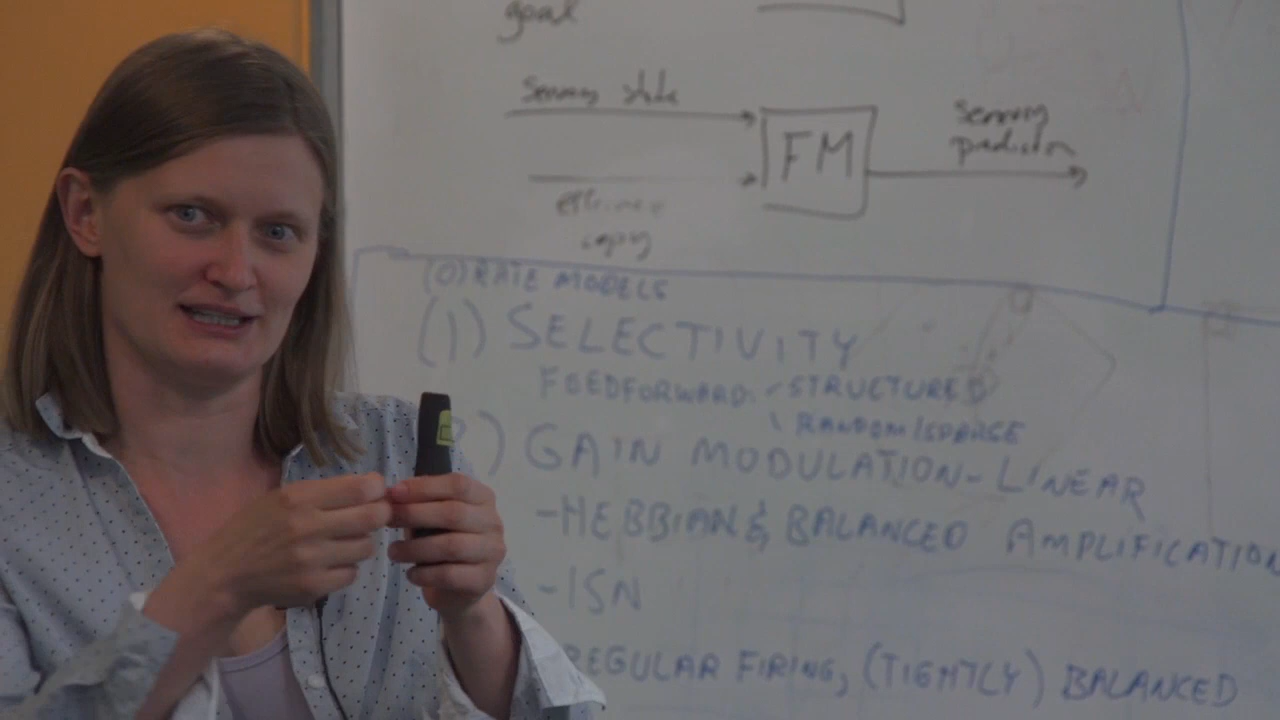 goal
sensory state
FM
sensory
prediction
efference
copy
(0) RATE MODELS
(1) SELECTIVITY
FEEDFORWARD: - STRUCTURED
\ RANDOM/SPARSE
) GAIN MODULATION - LINEAR
- HEBBIAN & BALANCED AMPLIFICATION
- ISN
REGULAR FIRING, (TIGHTLY) BALANCED